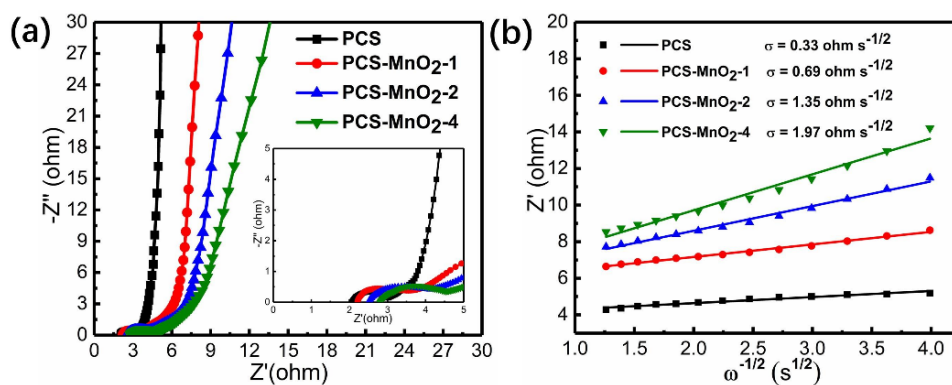 (a)
-Z'' (ohm)
30
27
24
21
18
15
12
9
6
3
0
PCS
PCS-MnO₂-1
PCS-MnO₂-2
PCS-MnO₂-4
-Z'' (ohm)
5
4
3
2
1
0
0 1 2 3 4 5
Z'(ohm)
0 3 6 9 12 15 18 21 24 27 30
Z'(ohm)
(b)
Z' (ohm)
20
18
16
14
12
10
8
6
4
PCS σ = 0.33 ohm s⁻¹/²
PCS-MnO₂-1 σ = 0.69 ohm s⁻¹/²
PCS-MnO₂-2 σ = 1.35 ohm s⁻¹/²
PCS-MnO₂-4 σ = 1.97 ohm s⁻¹/²
1.0 1.5 2.0 2.5 3.0 3.5 4.0
ω⁻¹/² (s¹/²)